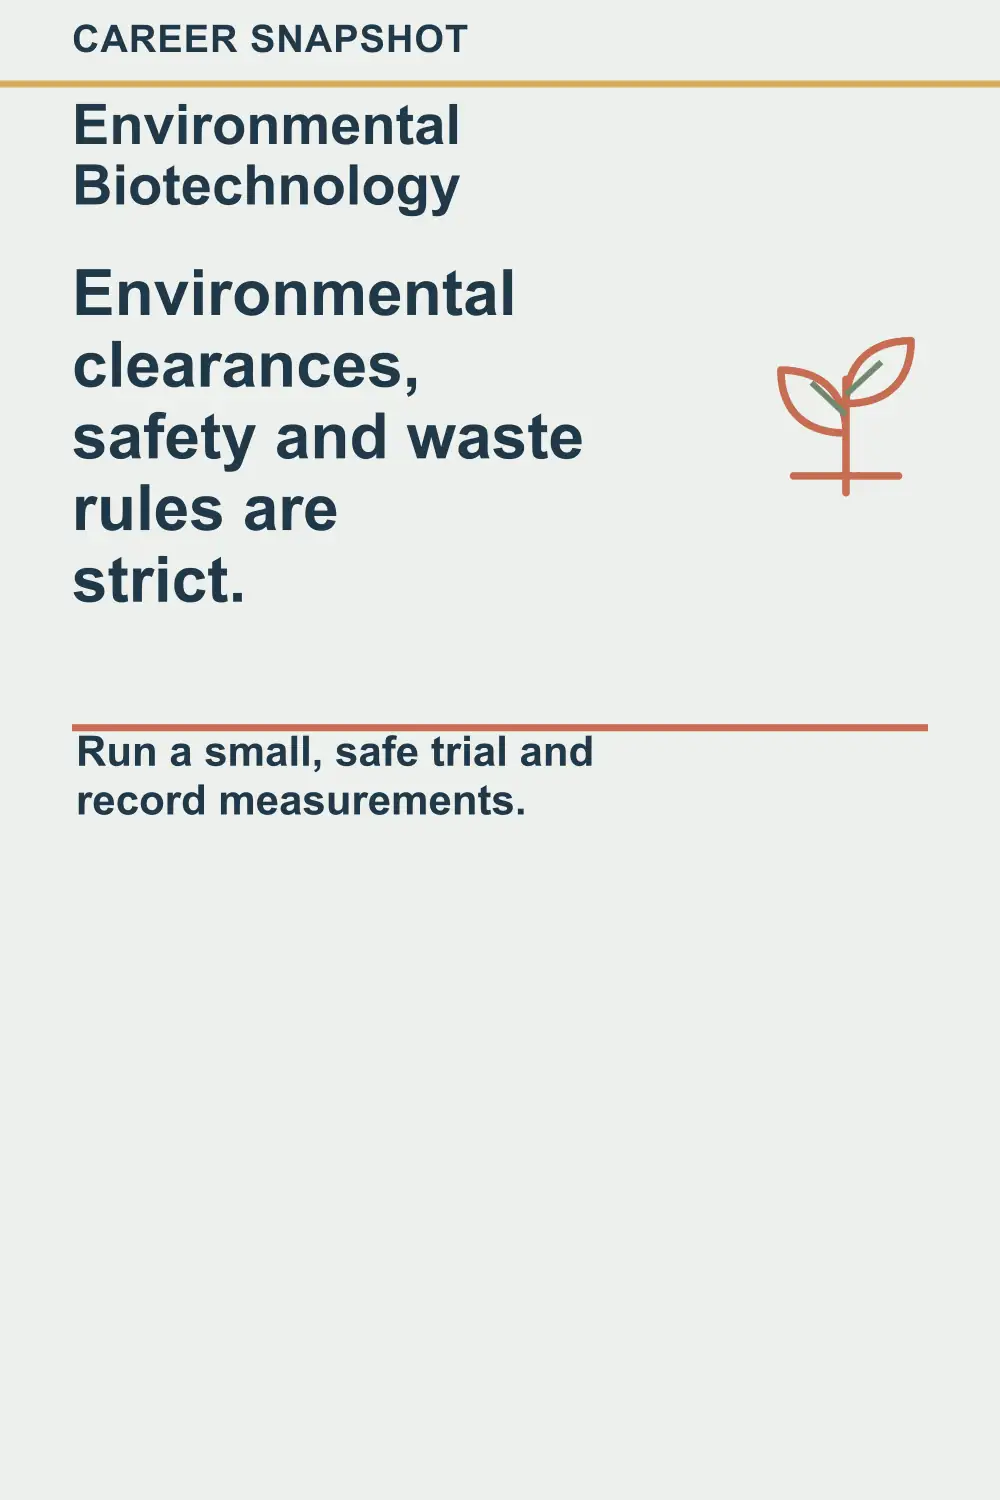 CAREER SNAPSHOT
Environmental
Biotechnology
Environmental
clearances,
safety and waste
rules are
strict.
Run a small, safe trial and
record measurements.